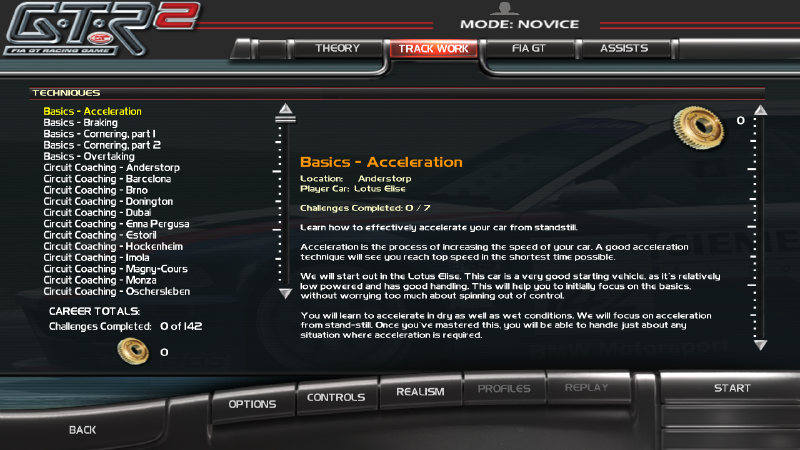 GTR2
FIA GT RACING GAME
MODE: NOVICE
THEORY
TRACK WORK
FIA GT
ASSISTS
TECHNIQUES
Basics - Acceleration
Basics - Braking
Basics - Cornering, part 1
Basics - Cornering, part 2
Basics - Overtaking
Circuit Coaching - Anderstorp
Circuit Coaching - Barcelona
Circuit Coaching - Brno
Circuit Coaching - Donington
Circuit Coaching - Dubai
Circuit Coaching - Enna Pergusa
Circuit Coaching - Estoril
Circuit Coaching - Hockenheim
Circuit Coaching - Imola
Circuit Coaching - Magny-Cours
Circuit Coaching - Monza
Circuit Coaching - Oschersleben
CAREER TOTALS:
Challenges Completed: 0 of 142
0
0
Basics - Acceleration
Location: Anderstorp
Player Car: Lotus Elise
Challenges Completed: 0 / 7
Learn how to effectively accelerate your car from standstill.
Acceleration is the process of increasing the speed of your car. A good acceleration
technique will see you reach top speed in the shortest time possible.
We will start out in the Lotus Elise. This car is a very good starting vehicle, as it's relatively
low powered and has good handling. This will help you to initially focus on the basics,
without worrying too much about spinning out of control.
You will learn to accelerate in dry as well as wet conditions. We will focus on acceleration
from stand-still. Once you've mastered this, you will be able to handle just about any
situation where acceleration is required.
BACK
OPTIONS
CONTROLS
REALISM
PROFILES
REPLAY
START